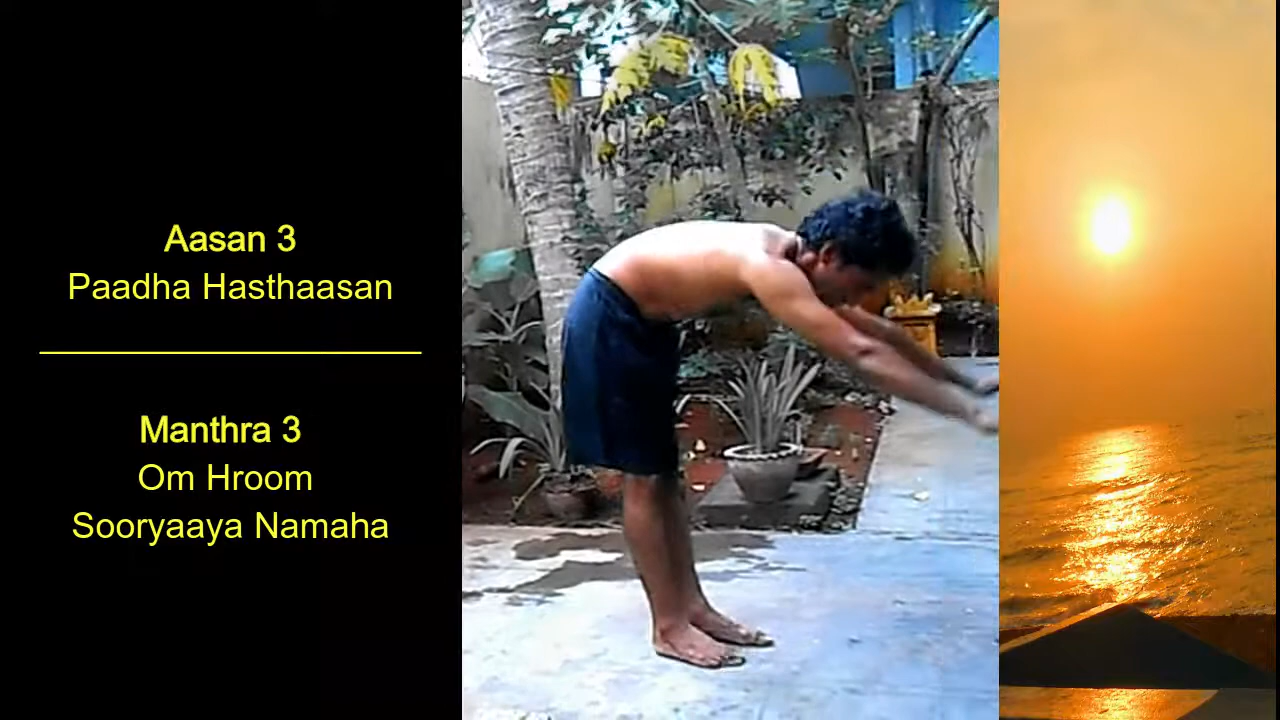 Aasan 3
Paadha Hasthaasan
Manthra 3
Om Hroom
Sooryaaya Namaha